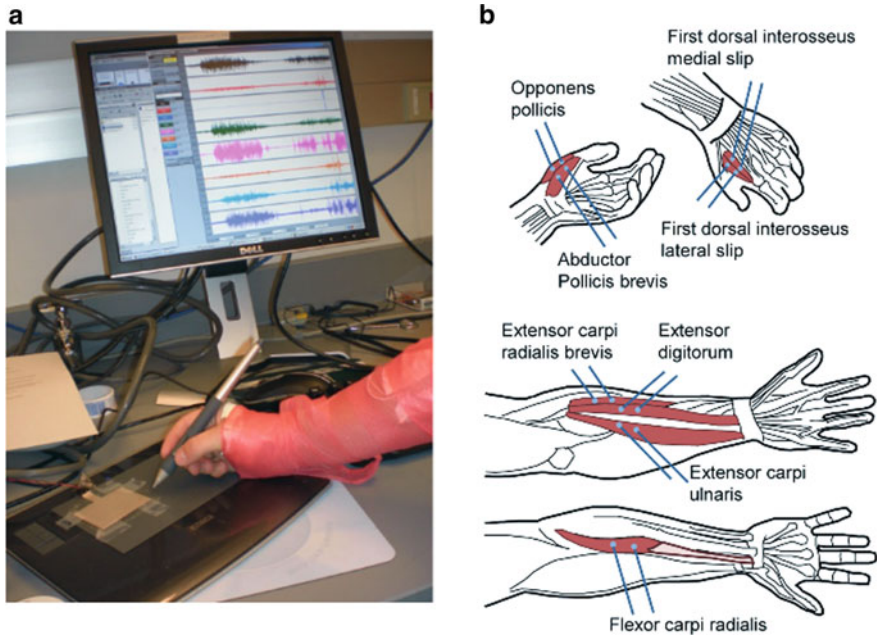 a
DELL
b
First dorsal interosseus
medial slip
Opponens
pollicis
First dorsal interosseus
lateral slip
Abductor
Pollicis brevis
Extensor carpi
radialis brevis
Extensor
digitorum
Extensor carpi
ulnaris
Flexor carpi radialis